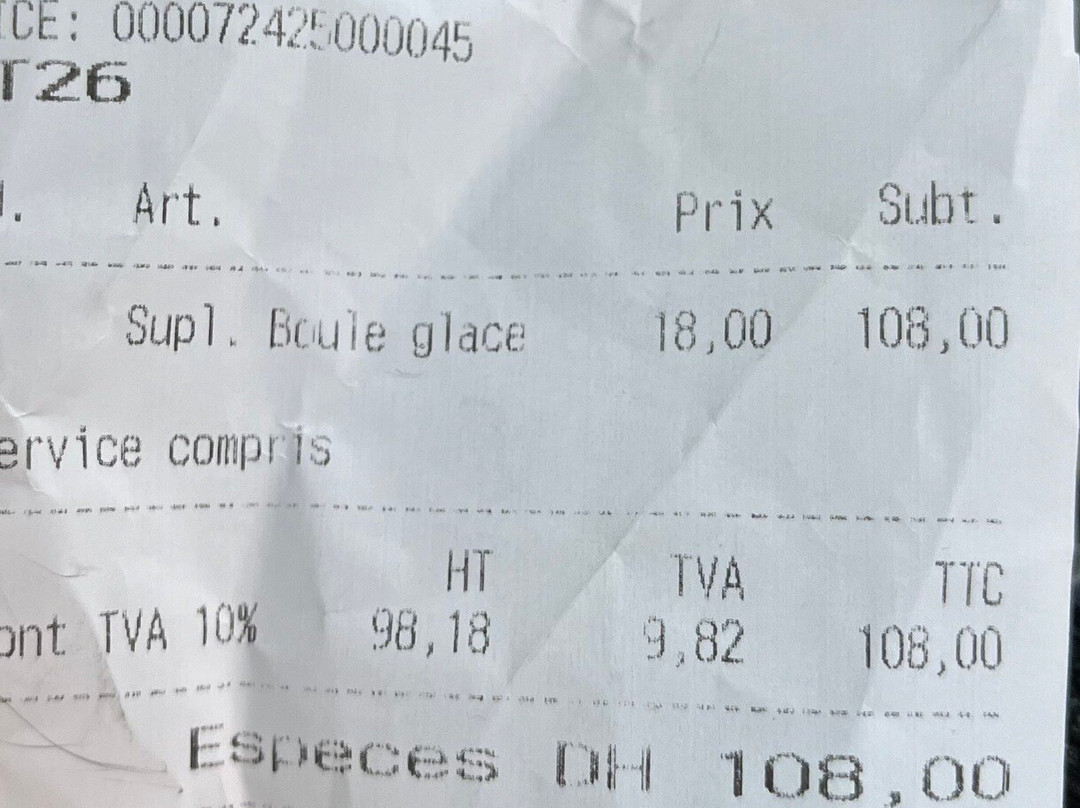 ICE: 000072425000045
T26
Art. Prix Subt.
Supl. Boule glace 18,00 108,00
ervice compris
HT TVA TTC
ont TVA 10% 98,18 9,82 108,00
Especes DH 108,00